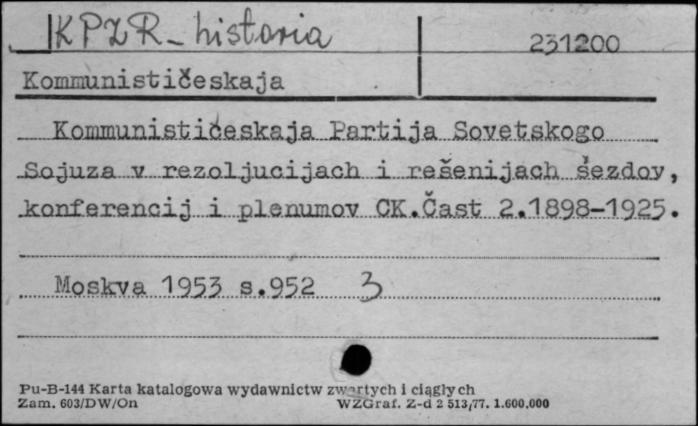 KPZR - historia
231200
Kommunističeskaja
Kommunističeskaja Partija Sovetskogo
Sojuza v rezoljucijach i rešenijach śezdov,
konferencij i plenumov CK.Čast 2.1898-1925.
Moskva 1953 s.952 3
Pu-B-144 Karta katalogowa wydawnictw zwartych i ciągłych
Zam. 603/DW/On WZGraf. Z-d 2 513/77. 1.600.000